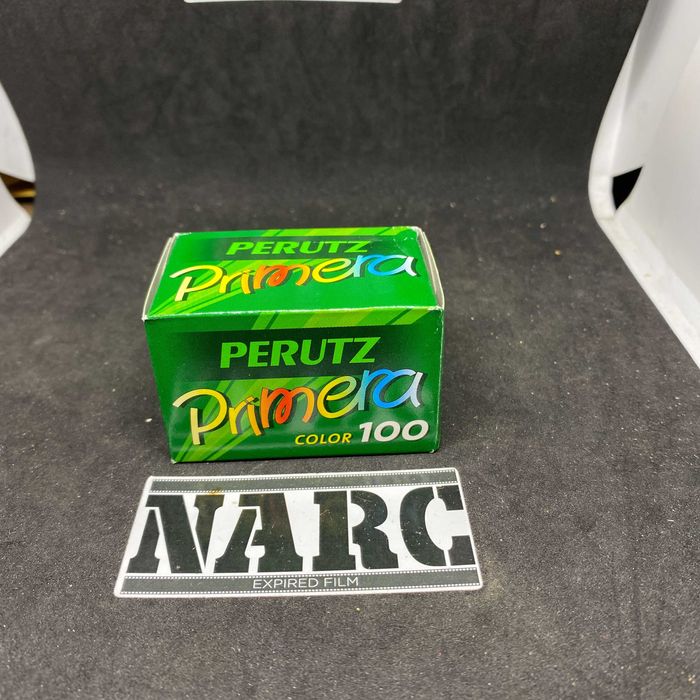 PERUTZ
Primera
PERUTZ
Primera
COLOR 100
NARC
EXPIRED FILM